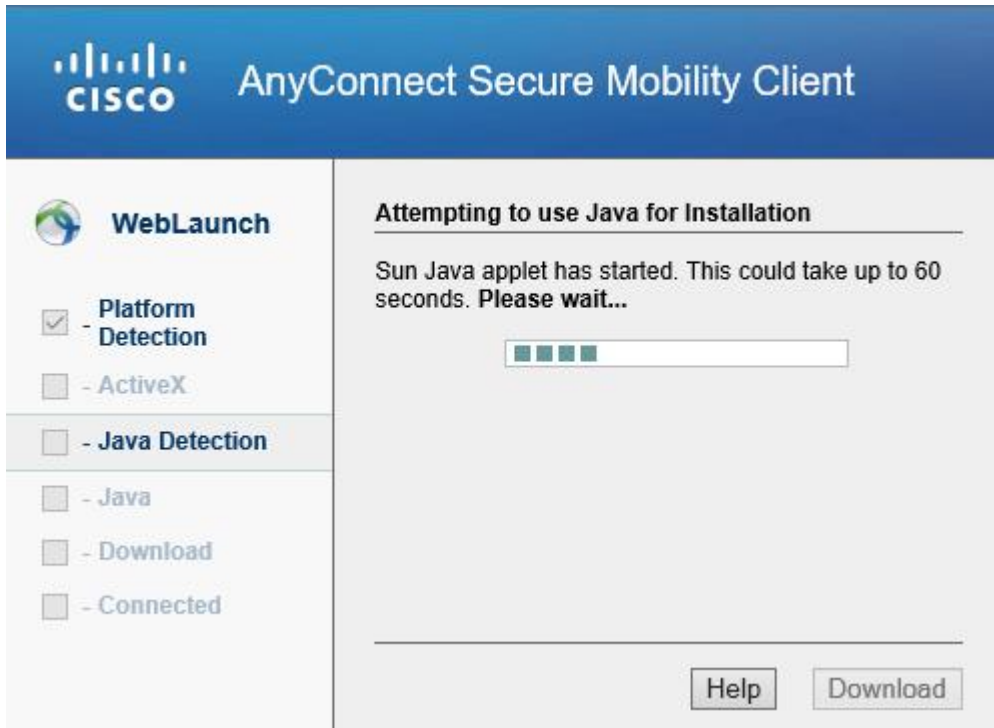 CISCO
AnyConnect Secure Mobility Client
WebLaunch
- Platform
Detection
- ActiveX
- Java Detection
- Java
- Download
- Connected
Attempting to use Java for Installation
Sun Java applet has started. This could take up to 60
seconds. Please wait...
Help
Download